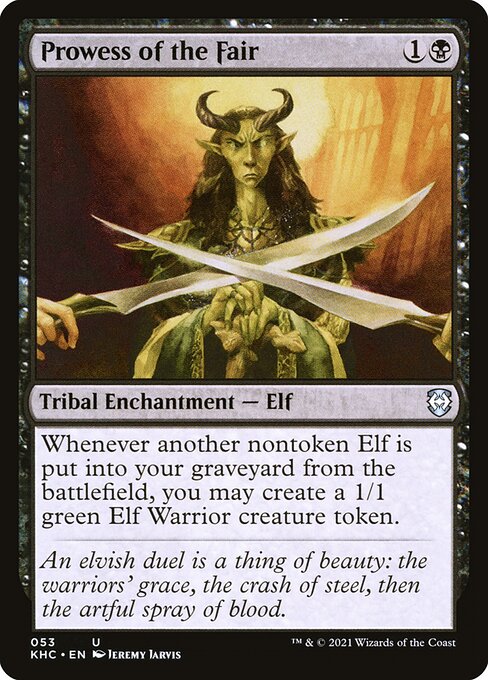 Prowess of the Fair 1
Tribal Enchantment — Elf
Whenever another nontoken Elf is
put into your graveyard from the
battlefield, you may create a 1/1
green Elf Warrior creature token.
An elvish duel is a thing of beauty: the
warriors' grace, the crash of steel, then
the artful spray of blood.
053 U
KHC • EN JEREMY JARVIS
™ & © 2021 Wizards of the Coast